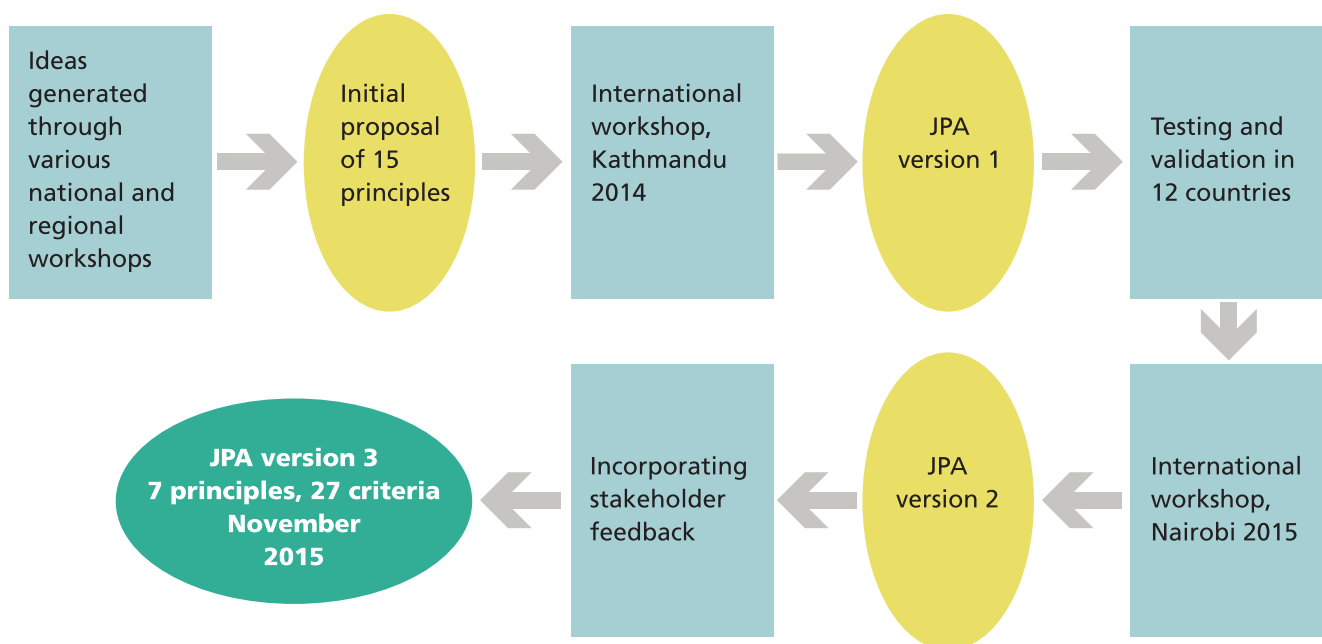 Ideas
generated
through
various
national and
regional
workshops
Initial
proposal
of 15
principles
International
workshop,
Kathmandu
2014
JPA
version 1
Testing and
validation in
12 countries
International
workshop,
Nairobi 2015
JPA
version 2
Incorporating
stakeholder
feedback
JPA version 3
7 principles, 27 criteria
November
2015